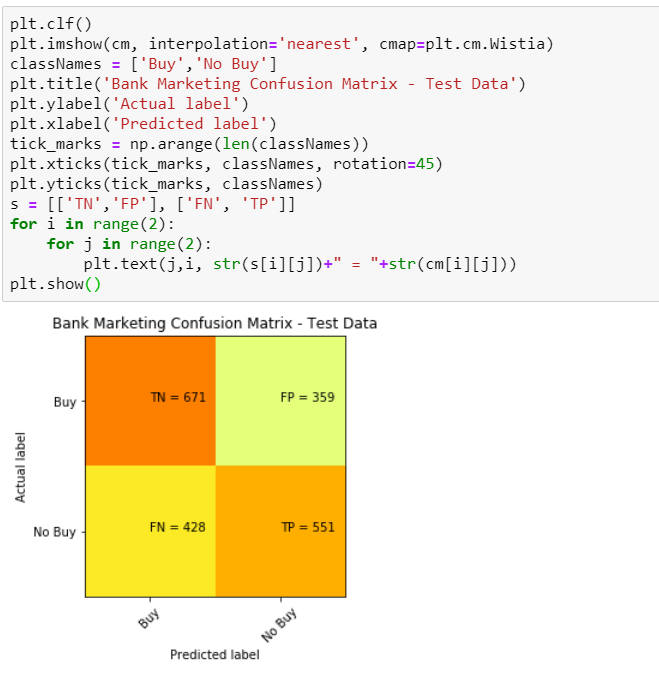 plt.clf()
plt.imshow(cm, interpolation='nearest', cmap=plt.cm.Wistia)
classNames = ['Buy','No Buy']
plt.title('Bank Marketing Confusion Matrix - Test Data')
plt.ylabel('Actual label')
plt.xlabel('Predicted label')
tick_marks = np.arange(len(classNames))
plt.xticks(tick_marks, classNames, rotation=45)
plt.yticks(tick_marks, classNames)
s = [['TN','FP'], ['FN', 'TP']]
for i in range(2):
    for j in range(2):
        plt.text(j,i, str(s[i][j])+" = "+str(cm[i][j]))
plt.show()
Bank Marketing Confusion Matrix - Test Data
Actual label
Buy
TN = 671
FP = 359
No Buy
FN = 428
TP = 551
Buy
No Buy
Predicted label